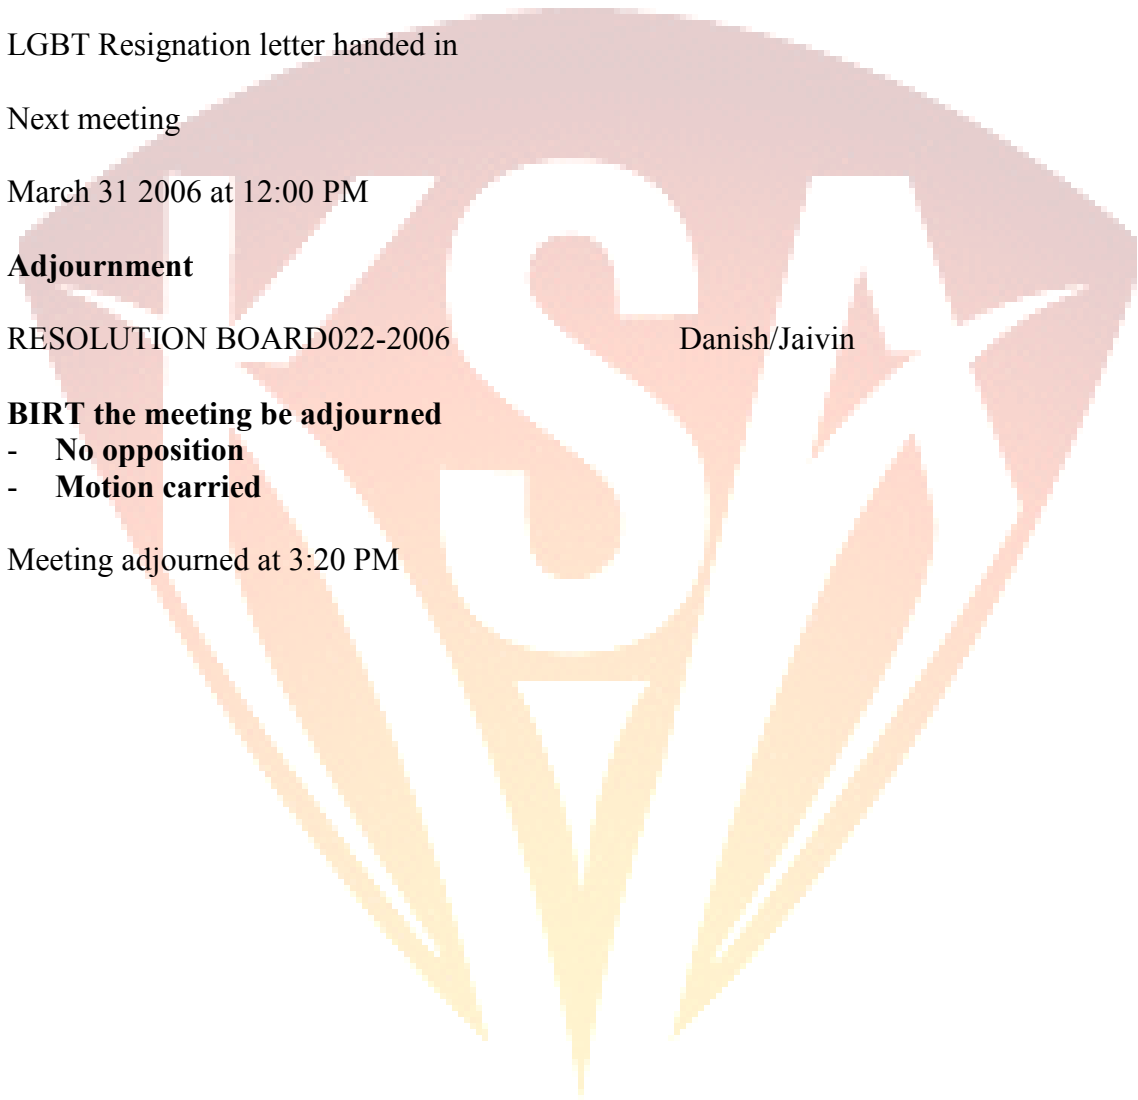 LGBT Resignation letter handed in
Next meeting
March 31 2006 at 12:00 PM
Adjournment
RESOLUTION BOARD022-2006 Danish/Jaivin
BIRT the meeting be adjourned
- No opposition
- Motion carried
Meeting adjourned at 3:20 PM
KSA